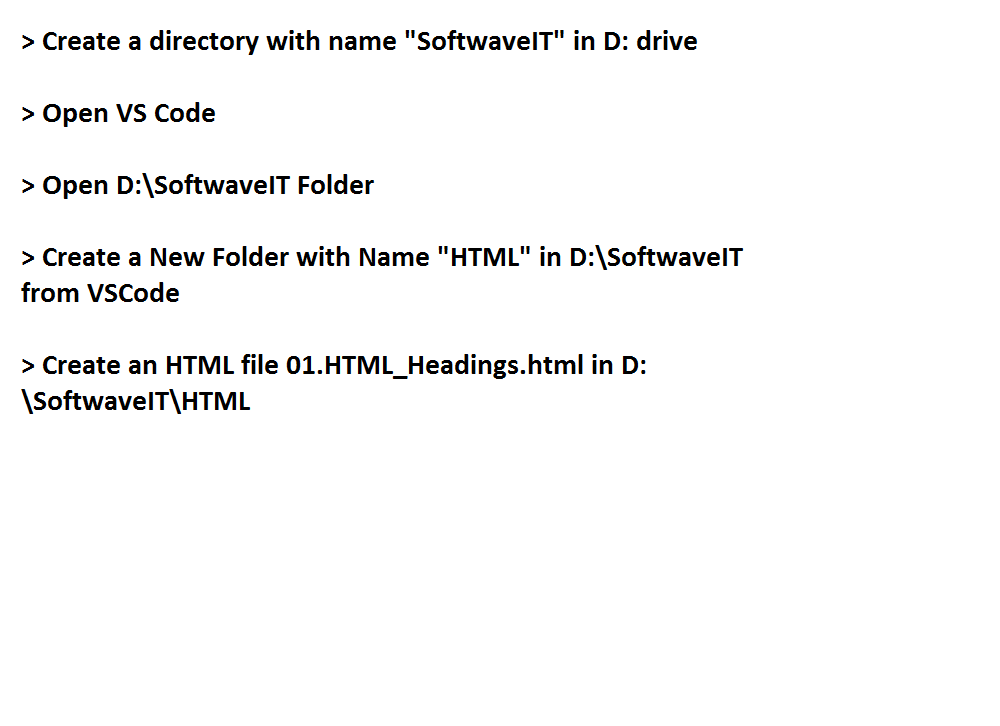 > Create a directory with name "SoftwaveIT" in D: drive
> Open VS Code
> Open D:\SoftwaveIT Folder
> Create a New Folder with Name "HTML" in D:\SoftwaveIT
from VSCode
> Create an HTML file 01.HTML_Headings.html in D:
\SoftwaveIT\HTML